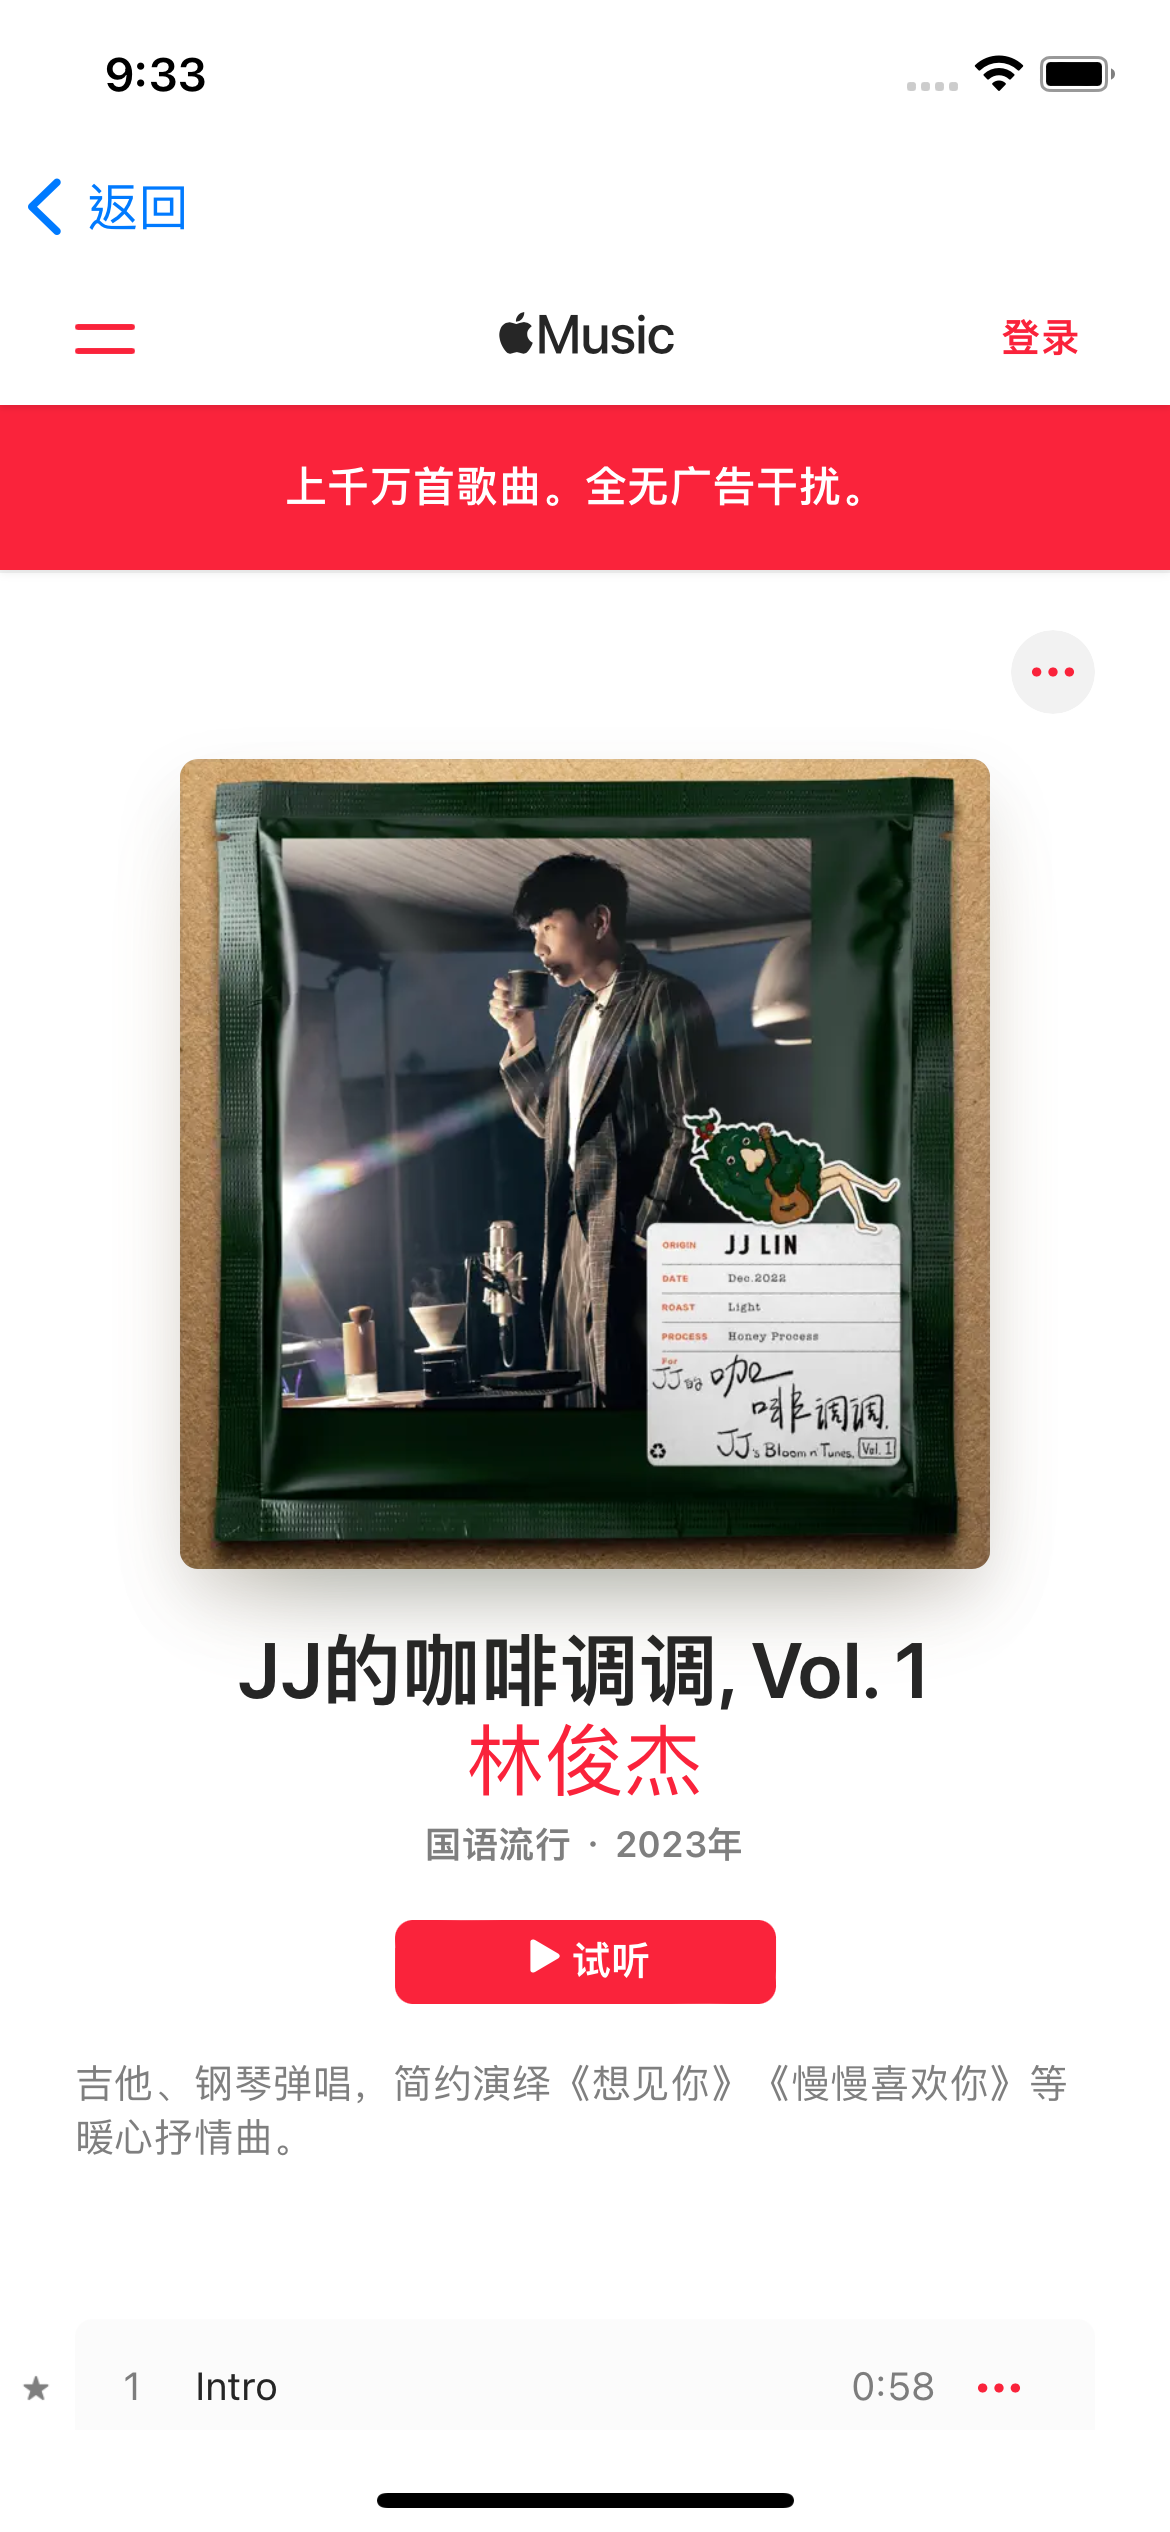 9:33
返回
Music
登录
上千万首歌曲。全无广告干扰。
ORIGIN JJ LIN
DATE Dec.2022
ROAST Light
PROCESS Honey Process
For
JJ的咖
啡调调.
JJ's Bloom n' Tunes, Vol. 1
JJ的咖啡调调, Vol. 1
林俊杰
国语流行 · 2023年
试听
吉他、钢琴弹唱，简约演绎《想见你》《慢慢喜欢你》等
暖心抒情曲。
1 Intro 0:58